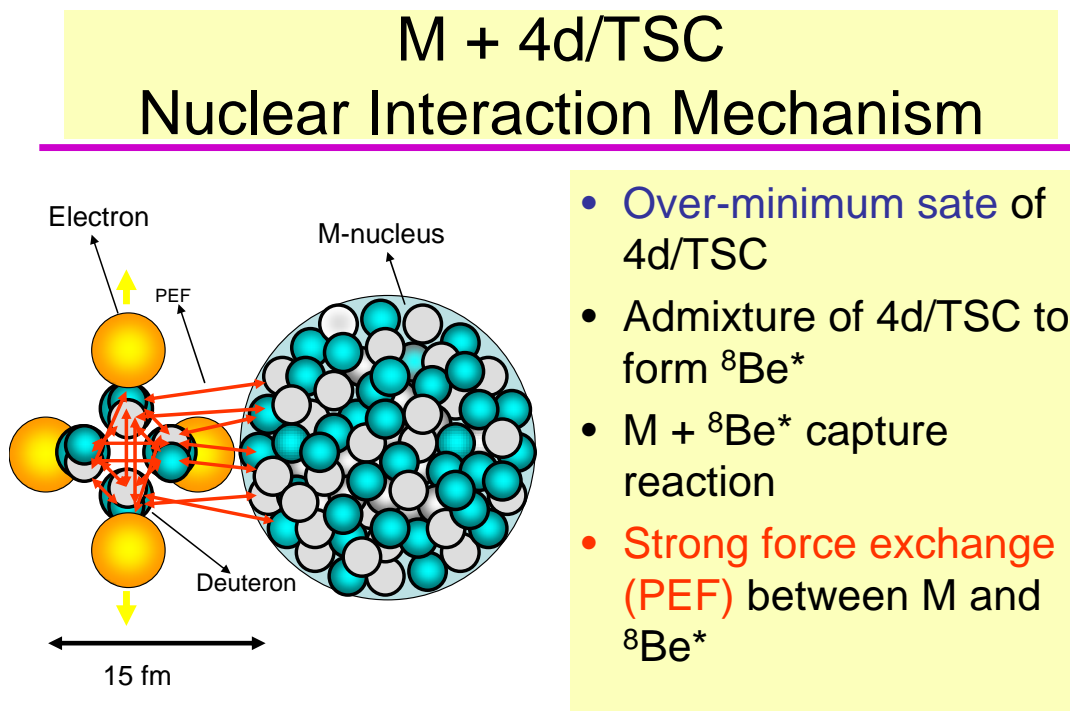 M + 4d/TSC
Nuclear Interaction Mechanism
Electron
M-nucleus
PEF
Deuteron
15 fm
• Over-minimum sate of
4d/TSC
• Admixture of 4d/TSC to
form ⁸Be*
• M + ⁸Be* capture
reaction
• Strong force exchange
(PEF) between M and
⁸Be*